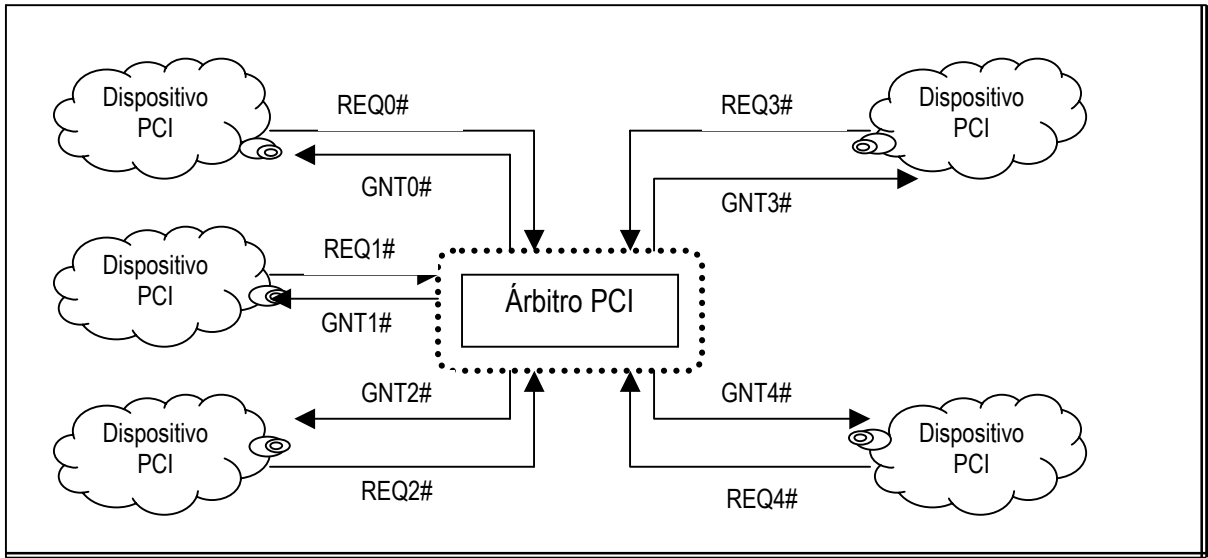 Dispositivo
PCI
REQ0#
GNT0#
REQ3#
Dispositivo
PCI
GNT3#
Dispositivo
PCI
REQ1#
GNT1#
Árbitro PCI
Dispositivo
PCI
GNT2#
REQ2#
GNT4#
Dispositivo
PCI
REQ4#